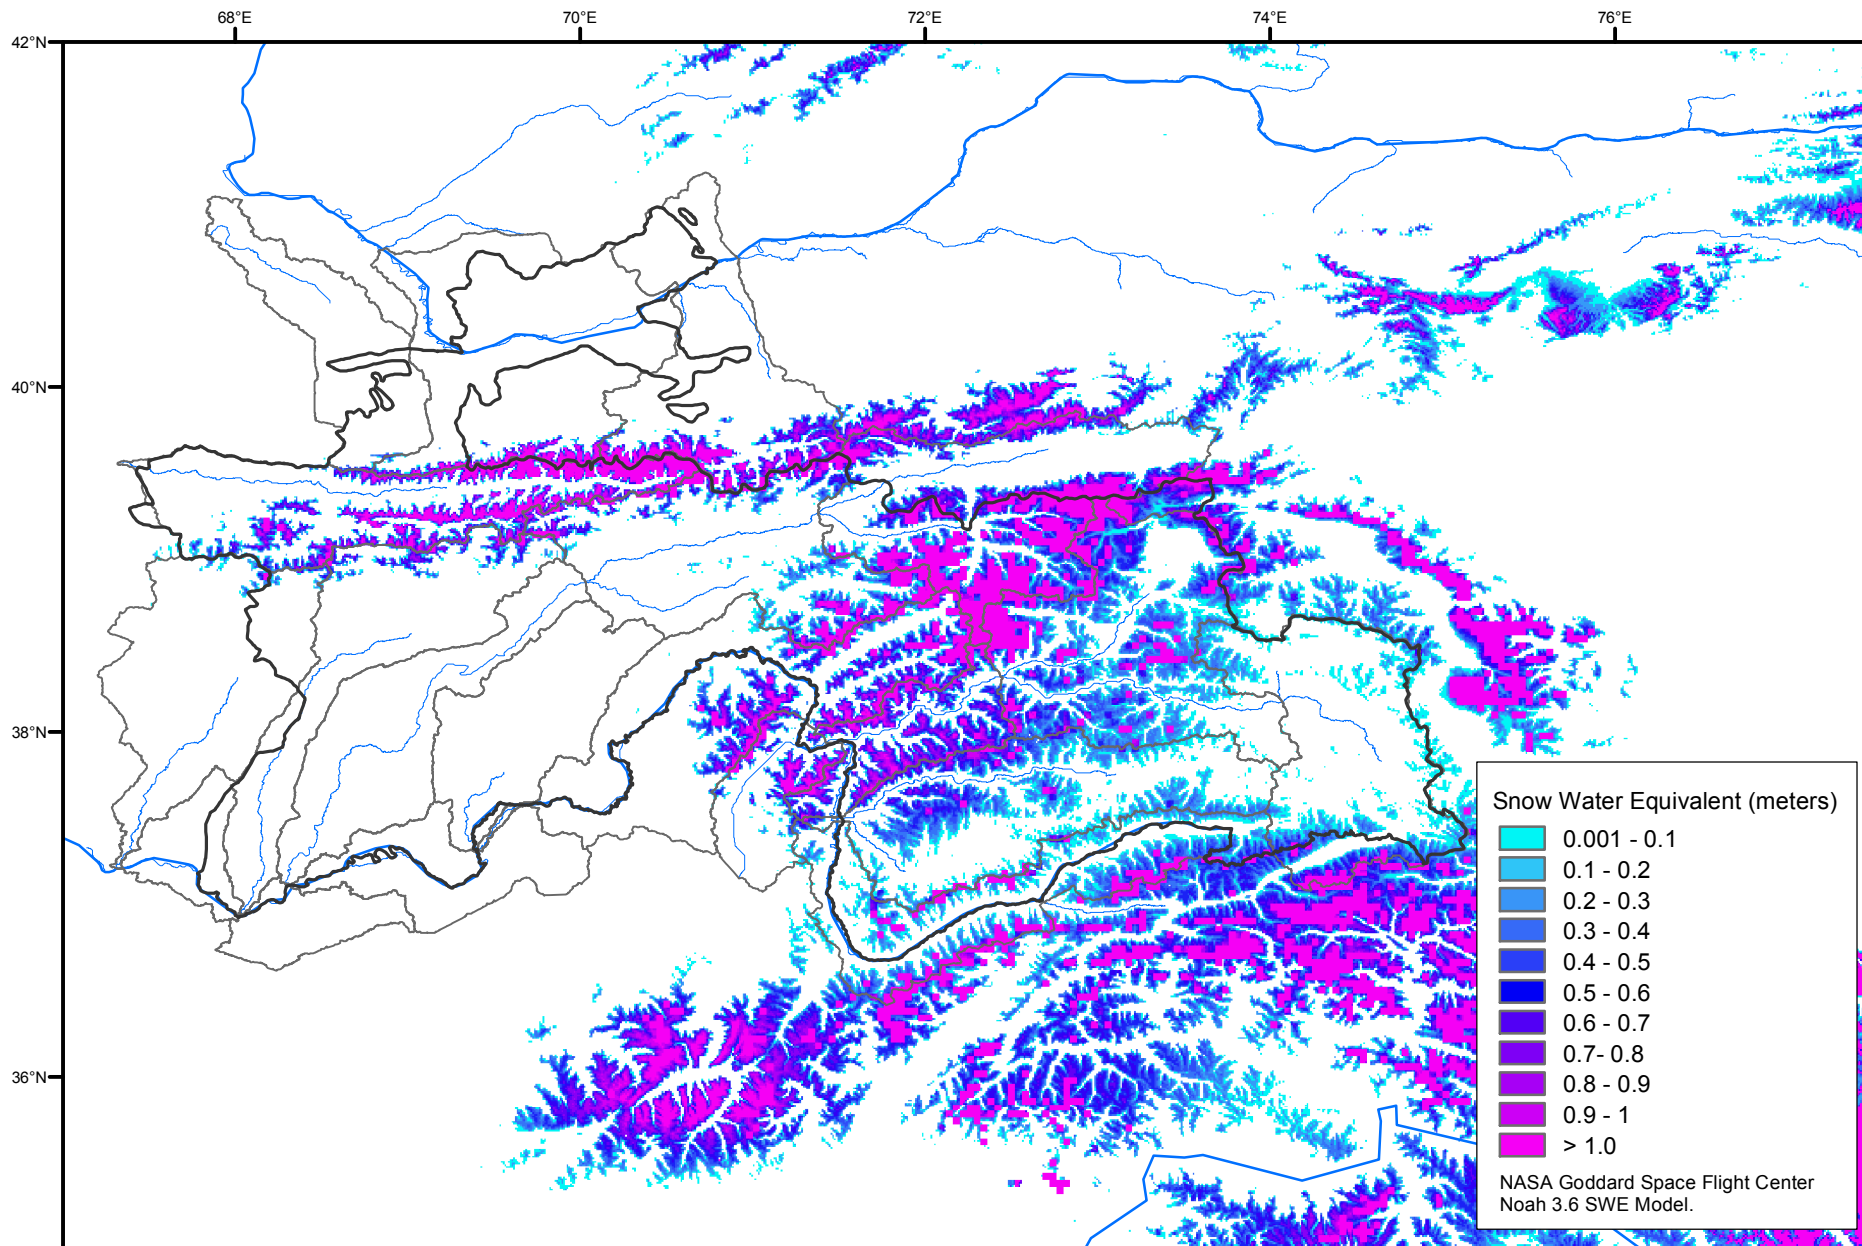 68°E
70°E
72°E
74°E
76°E
42°N
40°N
38°N
36°N
Snow Water Equivalent (meters)
0.001 - 0.1
0.1 - 0.2
0.2 - 0.3
0.3 - 0.4
0.4 - 0.5
0.5 - 0.6
0.6 - 0.7
0.7- 0.8
0.8 - 0.9
0.9 - 1
> 1.0
NASA Goddard Space Flight Center
Noah 3.6 SWE Model.